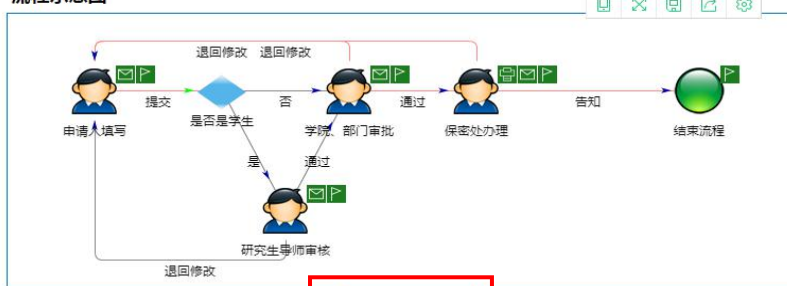 流程示意图
退回修改 退回修改
提交
否
通过
告知
申请人填写
是否是学生
学院、部门审批
保密处办理
结束流程
是
通过
研究生导师审核
退回修改